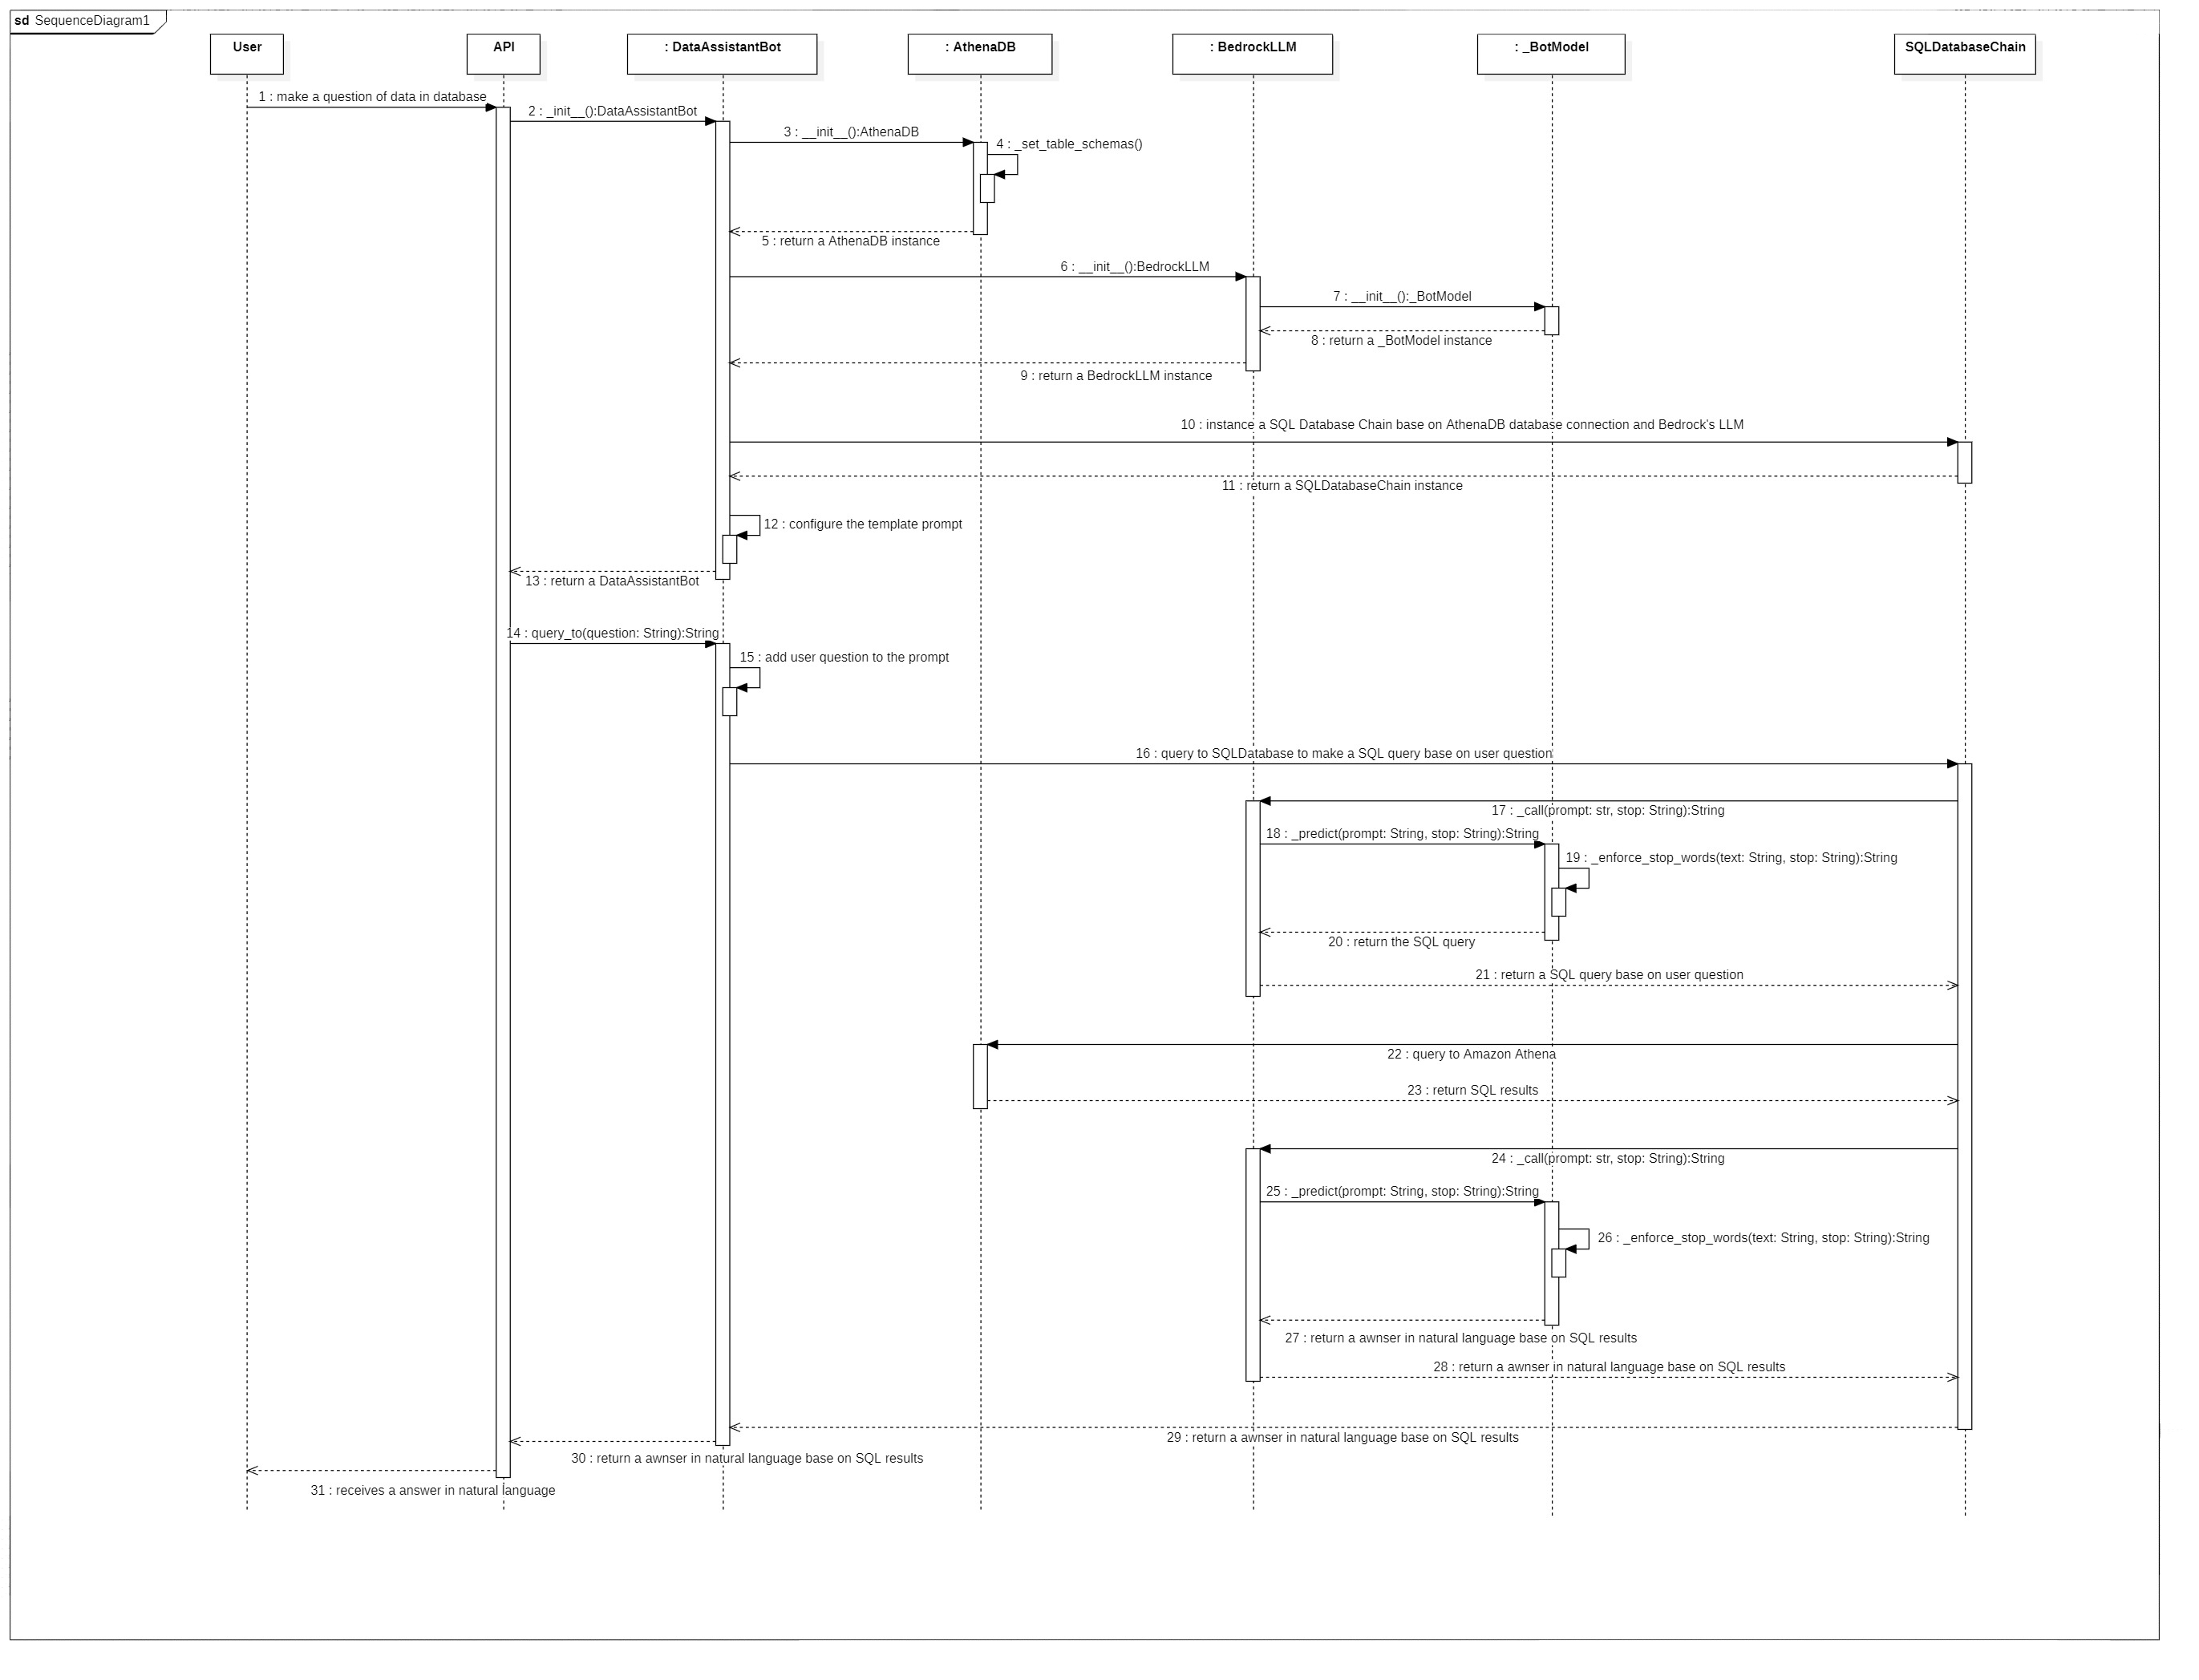 sd SequenceDiagram1
User
API
: DataAssistantBot
: AthenaDB
: BedrockLLM
: _BotModel
SQLDatabaseChain
1 : make a question of data in database
2 : _init__():DataAssistantBot
3 : __init__():AthenaDB
4 : _set_table_schemas()
5 : return a AthenaDB instance
6 : __init__():BedrockLLM
7 : __init__():_BotModel
8 : return a _BotModel instance
9 : return a BedrockLLM instance
10 : instance a SQL Database Chain base on AthenaDB database connection and Bedrock's LLM
11 : return a SQLDatabaseChain instance
12 : configure the template prompt
13 : return a DataAssistantBot
14 : query_to(question: String):String
15 : add user question to the prompt
16 : query to SQLDatabase to make a SQL query base on user question
17 : _call(prompt: str, stop: String):String
18 : _predict(prompt: String, stop: String):String
19 : _enforce_stop_words(text: String, stop: String):String
20 : return the SQL query
21 : return a SQL query base on user question
22 : query to Amazon Athena
23 : return SQL results
24 : _call(prompt: str, stop: String):String
25 : _predict(prompt: String, stop: String):String
26 : _enforce_stop_words(text: String, stop: String):String
27 : return a awnser in natural language base on SQL results
28 : return a awnser in natural language base on SQL results
29 : return a awnser in natural language base on SQL results
30 : return a awnser in natural language base on SQL results
31 : receives a answer in natural language